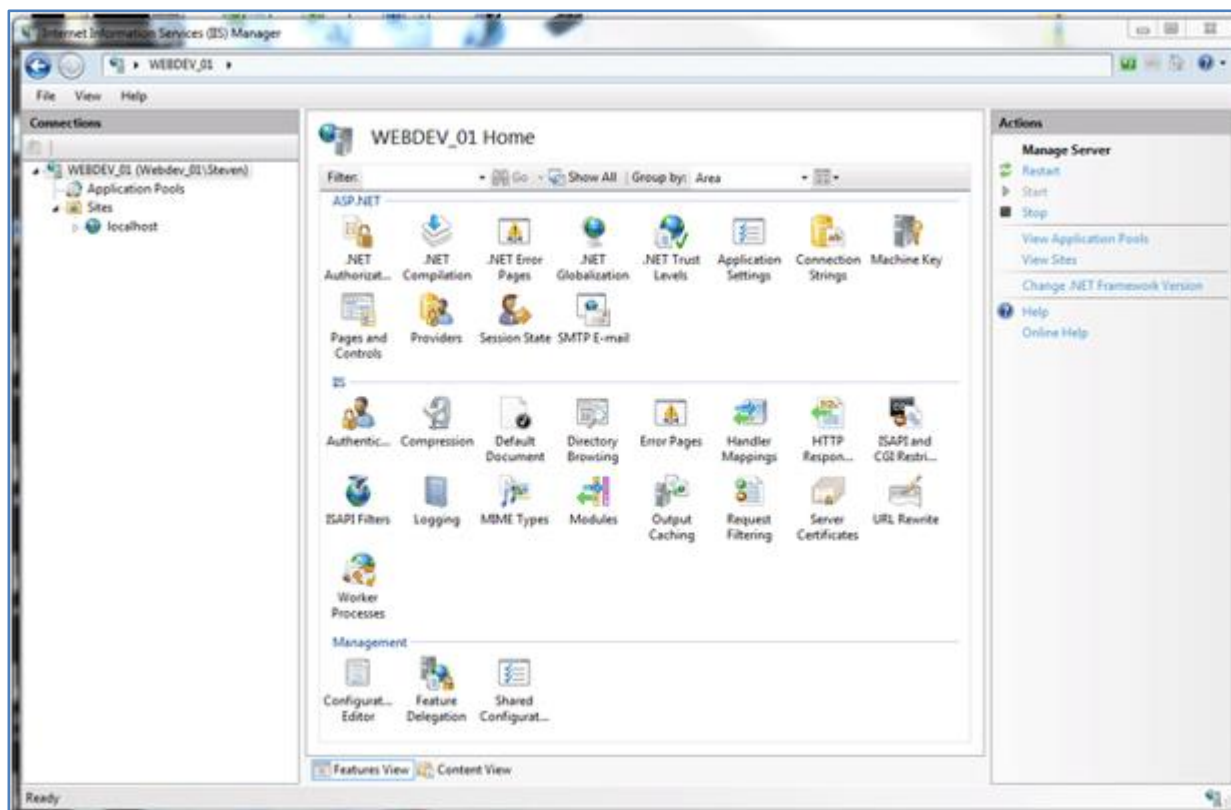 Internet Information Services (IIS) Manager
WEBDEV_01
File View Help
Connections
WEBDEV_01 (Webdev_01\Steven)
Application Pools
Sites
localhost
WEBDEV_01 Home
Filter: Go Show All Group by: Area
ASP.NET
.NET Authorizat... .NET Compilation .NET Error Pages .NET Globalization .NET Trust Levels Application Settings Connection Strings Machine Key
Pages and Controls Providers Session State SMTP E-mail
IIS
Authentic... Compression Default Document Directory Browsing Error Pages Handler Mappings HTTP Respon... ISAPI and CGI Restri...
ISAPI Filters Logging MIME Types Modules Output Caching Request Filtering Server Certificates URL Rewrite
Worker Processes
Management
Configurat... Editor Feature Delegation Shared Configurat...
Features View Content View
Actions
Manage Server
Restart
Start
Stop
View Application Pools
View Sites
Change .NET Framework Version
Help
Online Help
Ready